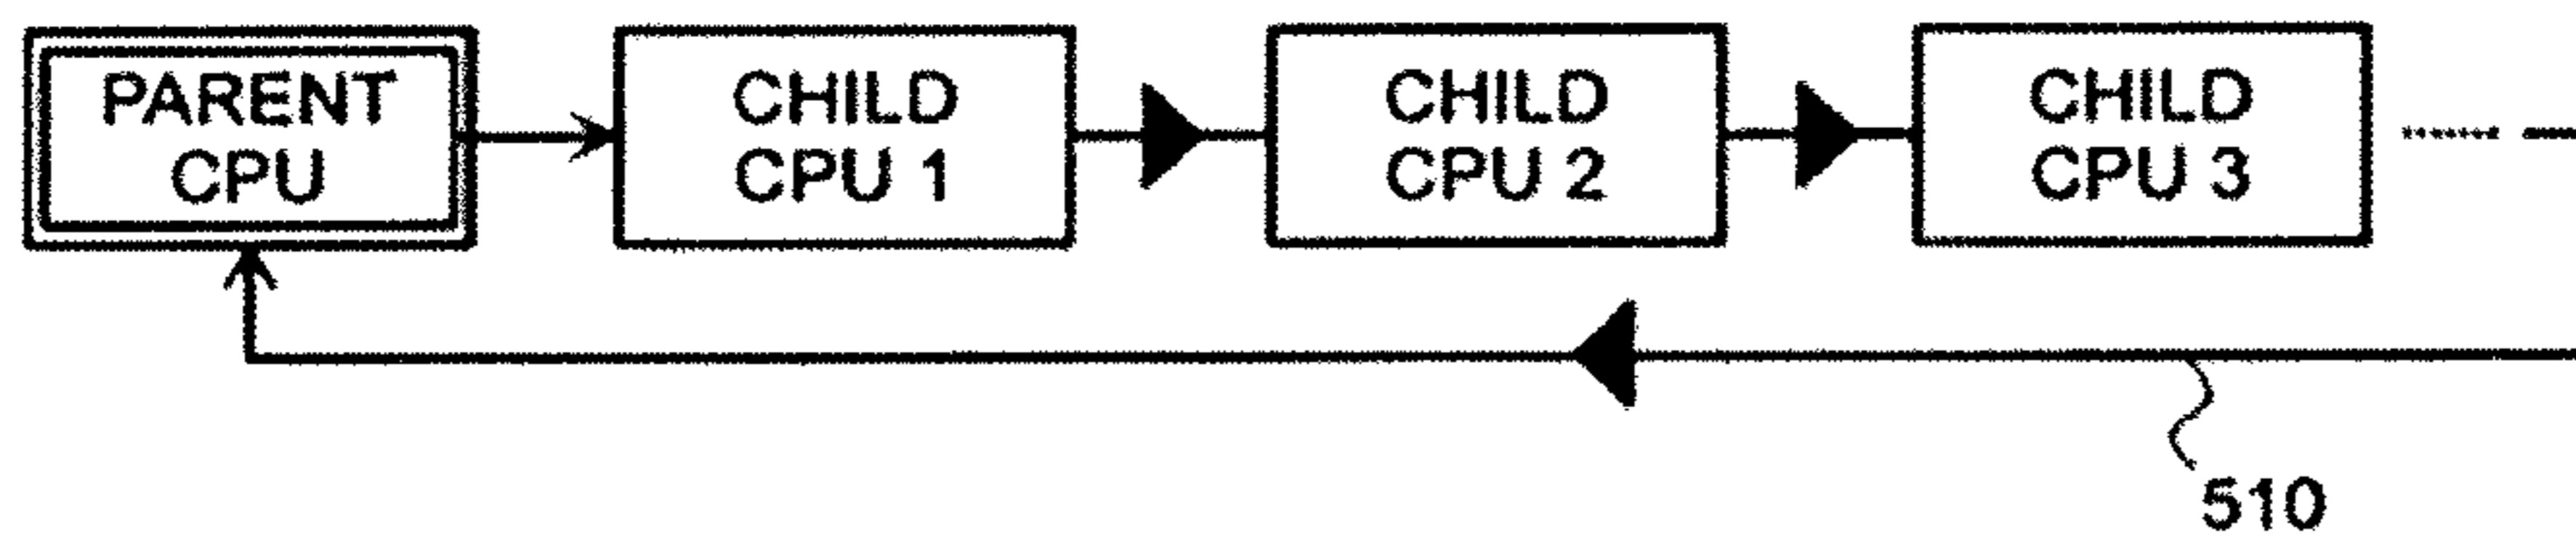 PARENT
CPU
CHILD
CPU 1
CHILD
CPU 2
CHILD
CPU 3
510